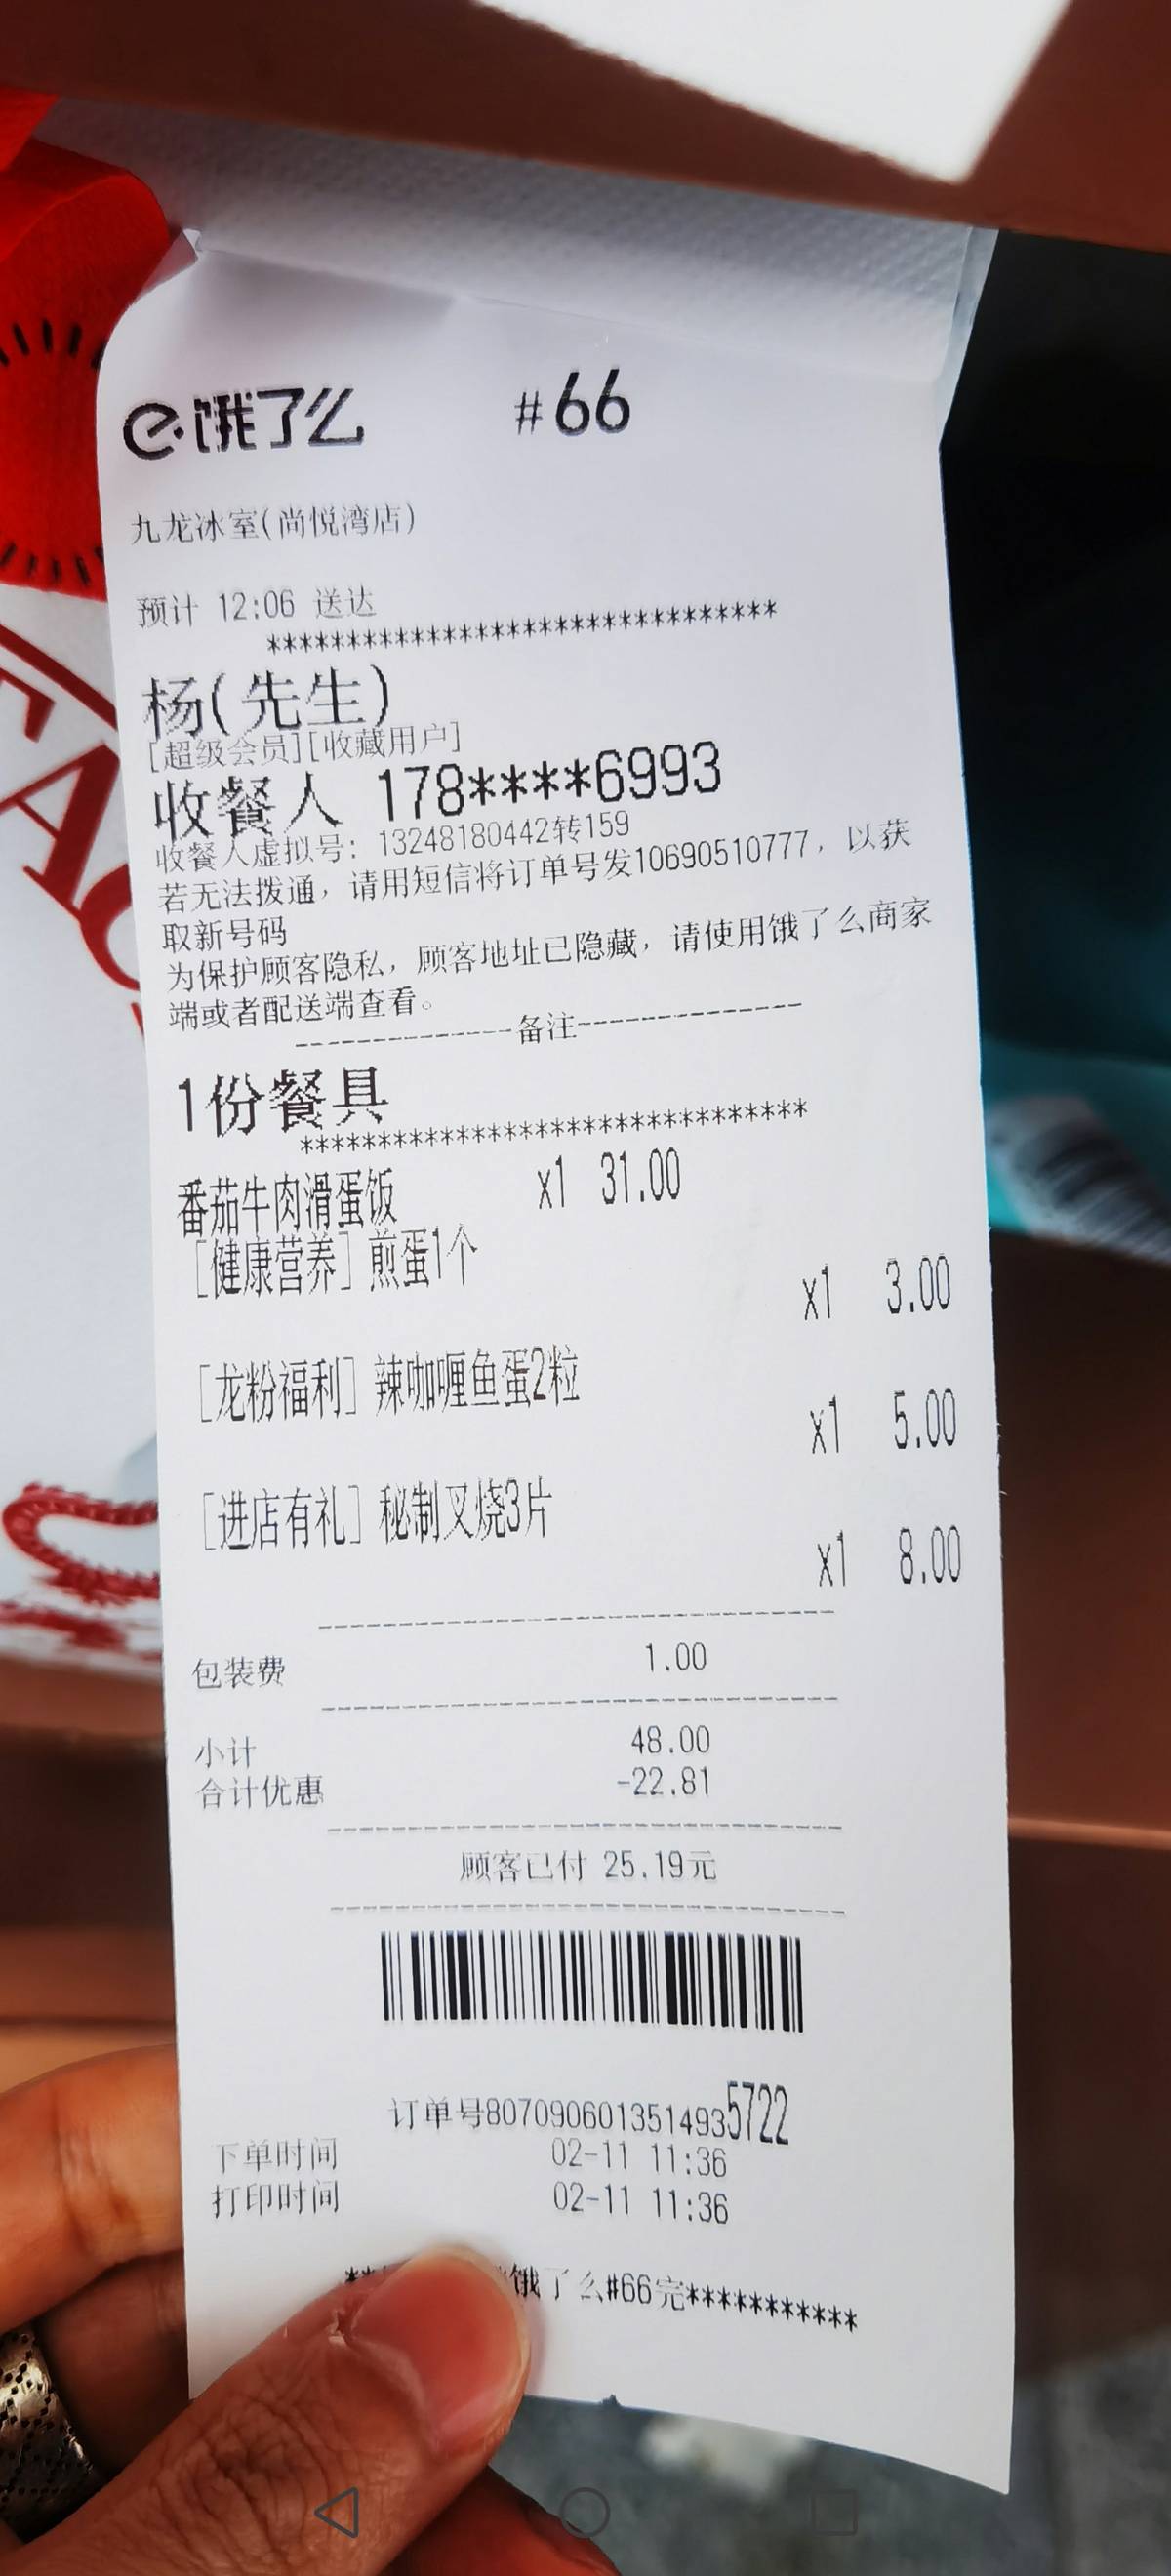 e饿了么 #66
九龙冰室(尚悦湾店)
预计 12:06 送达
********************************
杨(先生)
[超级会员][收藏用户]
收餐人 178****6993
收餐人虚拟号: 13248180442转159
若无法拨通，请用短信将订单号发10690510777，以获
取新号码
为保护顾客隐私，顾客地址已隐藏，请使用饿了么商家
端或者配送端查看。
--------------备注--------------
1份餐具
********************************
番茄牛肉滑蛋饭 x1 31.00
[健康营养] 煎蛋1个
x1 3.00
[龙粉福利] 辣咖喱鱼蛋2粒
x1 5.00
[进店有礼] 秘制叉烧3片
x1 8.00
包装费 1.00
小计 48.00
合计优惠 -22.81
顾客已付 25.19元
订单号8070906013514935722
下单时间 02-11 11:36
打印时间 02-11 11:36
饿了么#66完***********